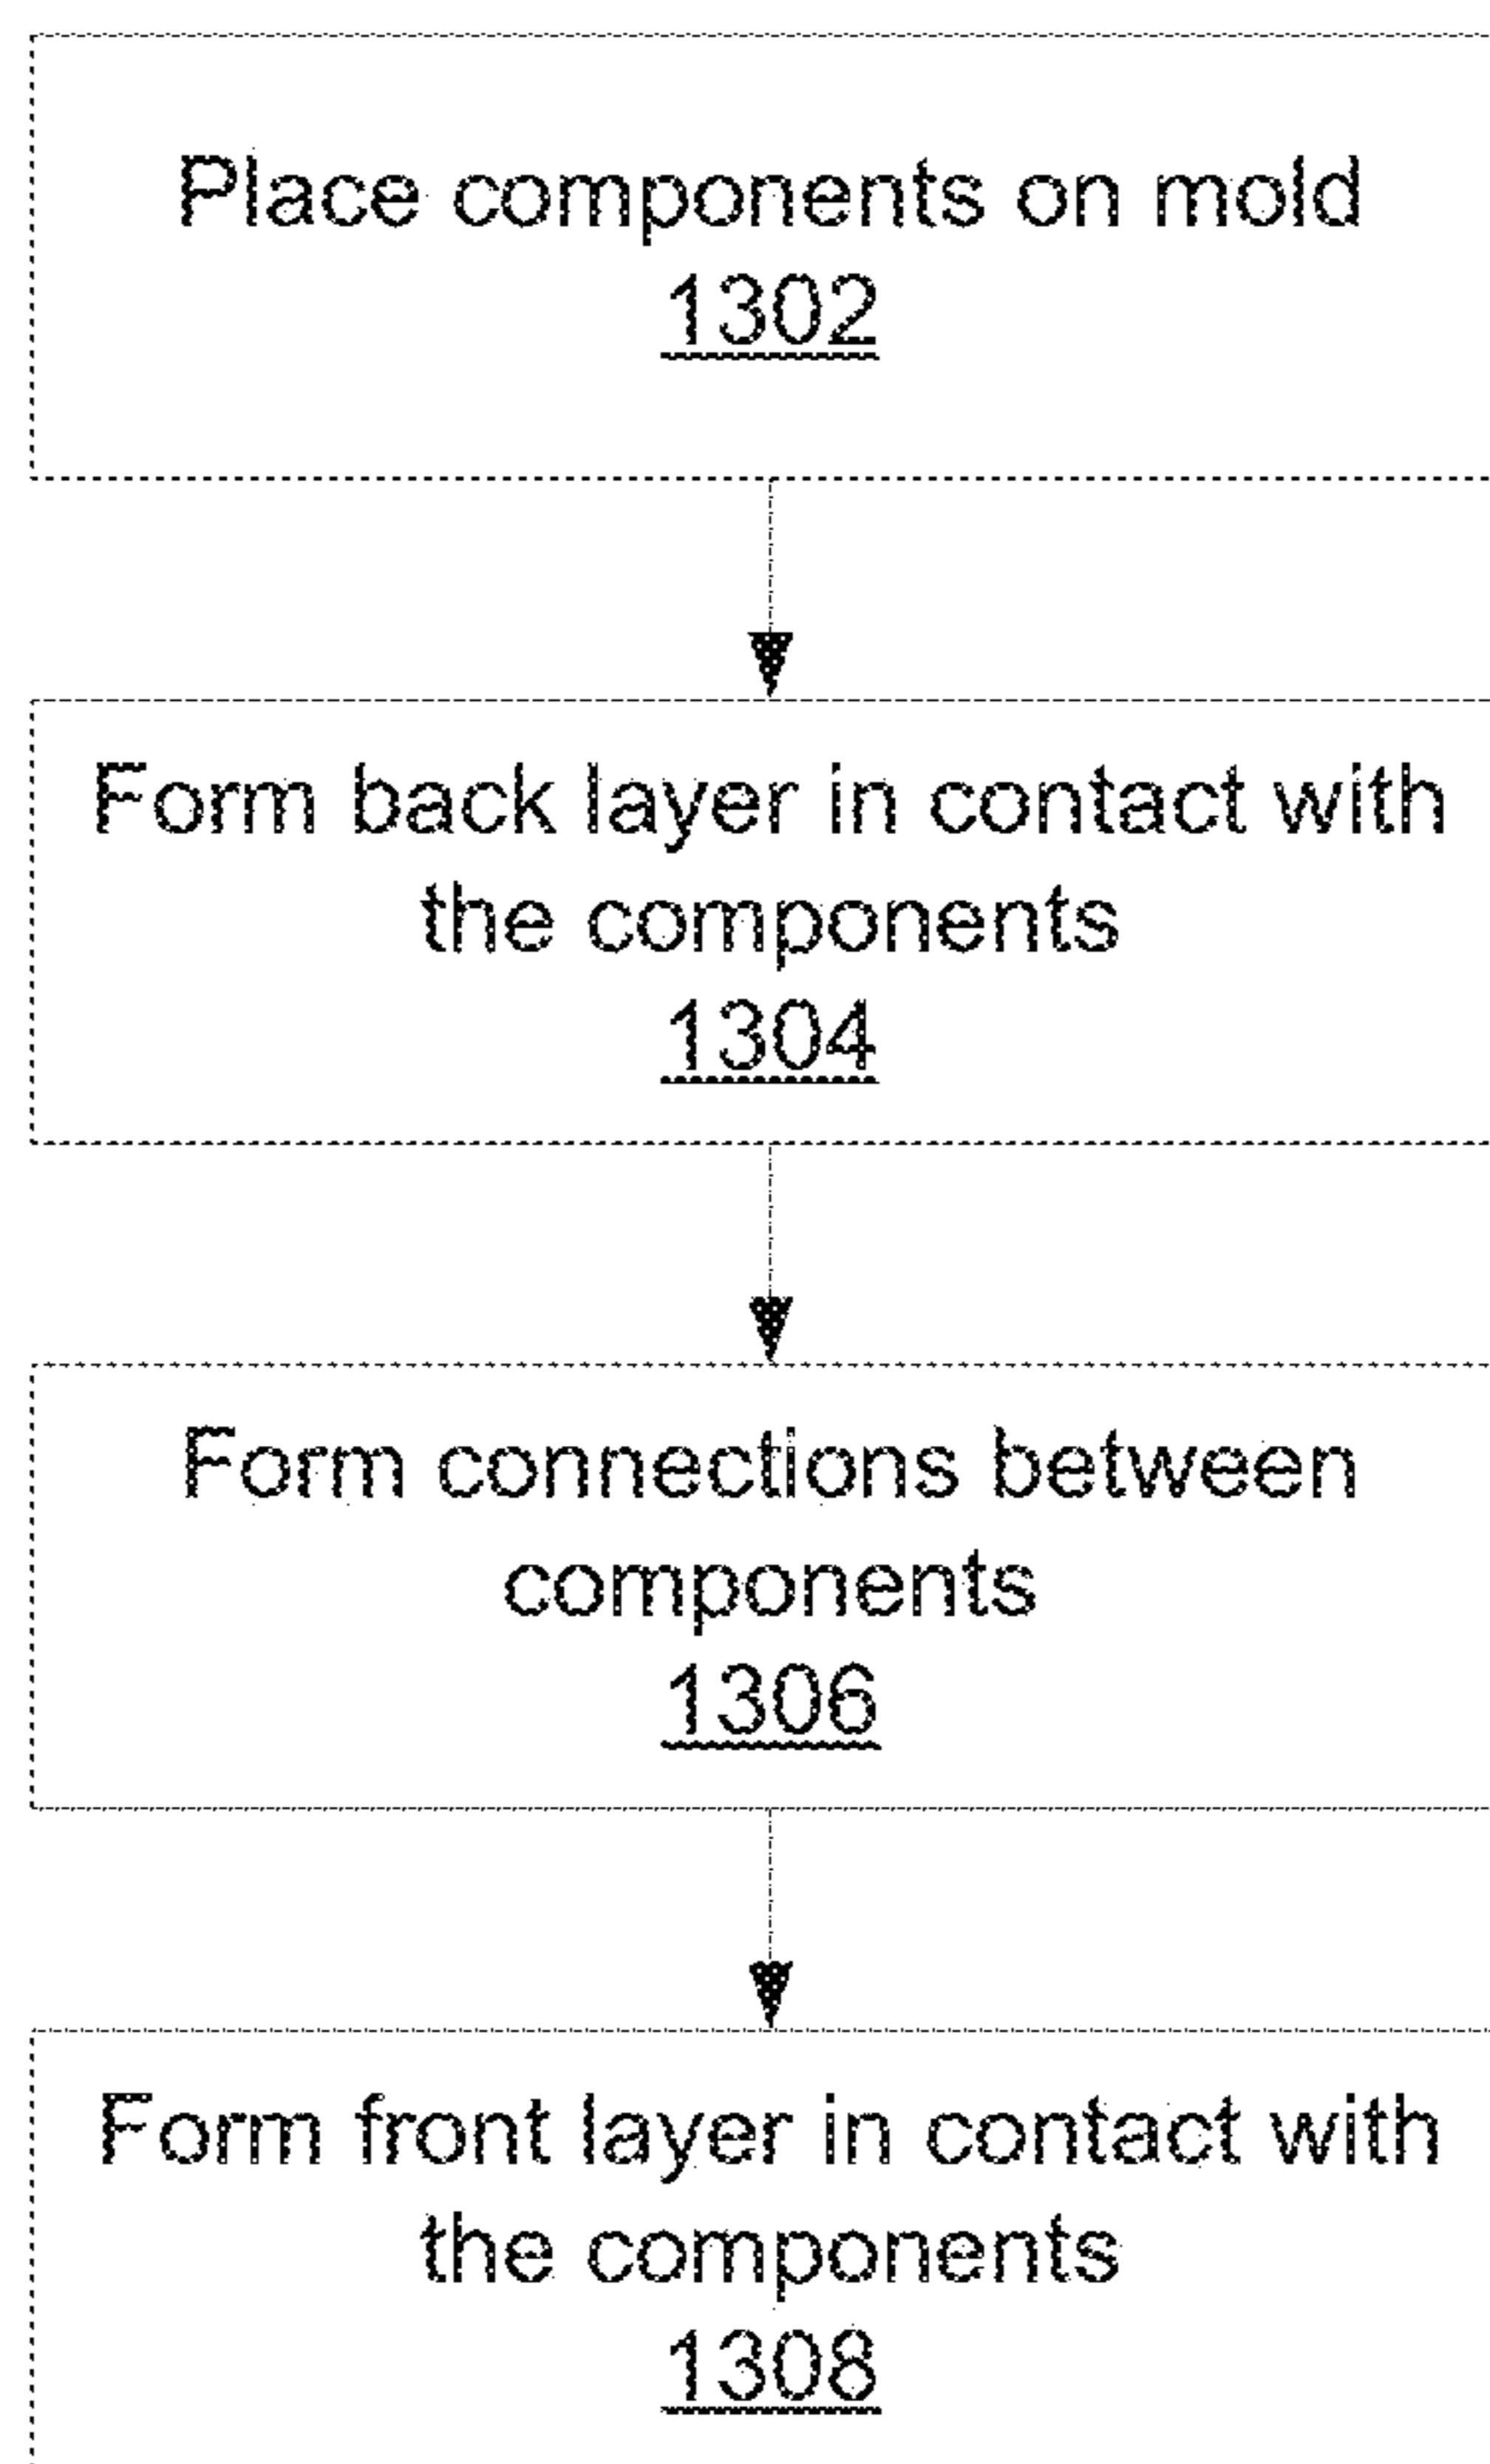 Place components on mold
1302
Form back layer in contact with
the components
1304
Form connections between
components
1306
Form front layer in contact with
the components
1308